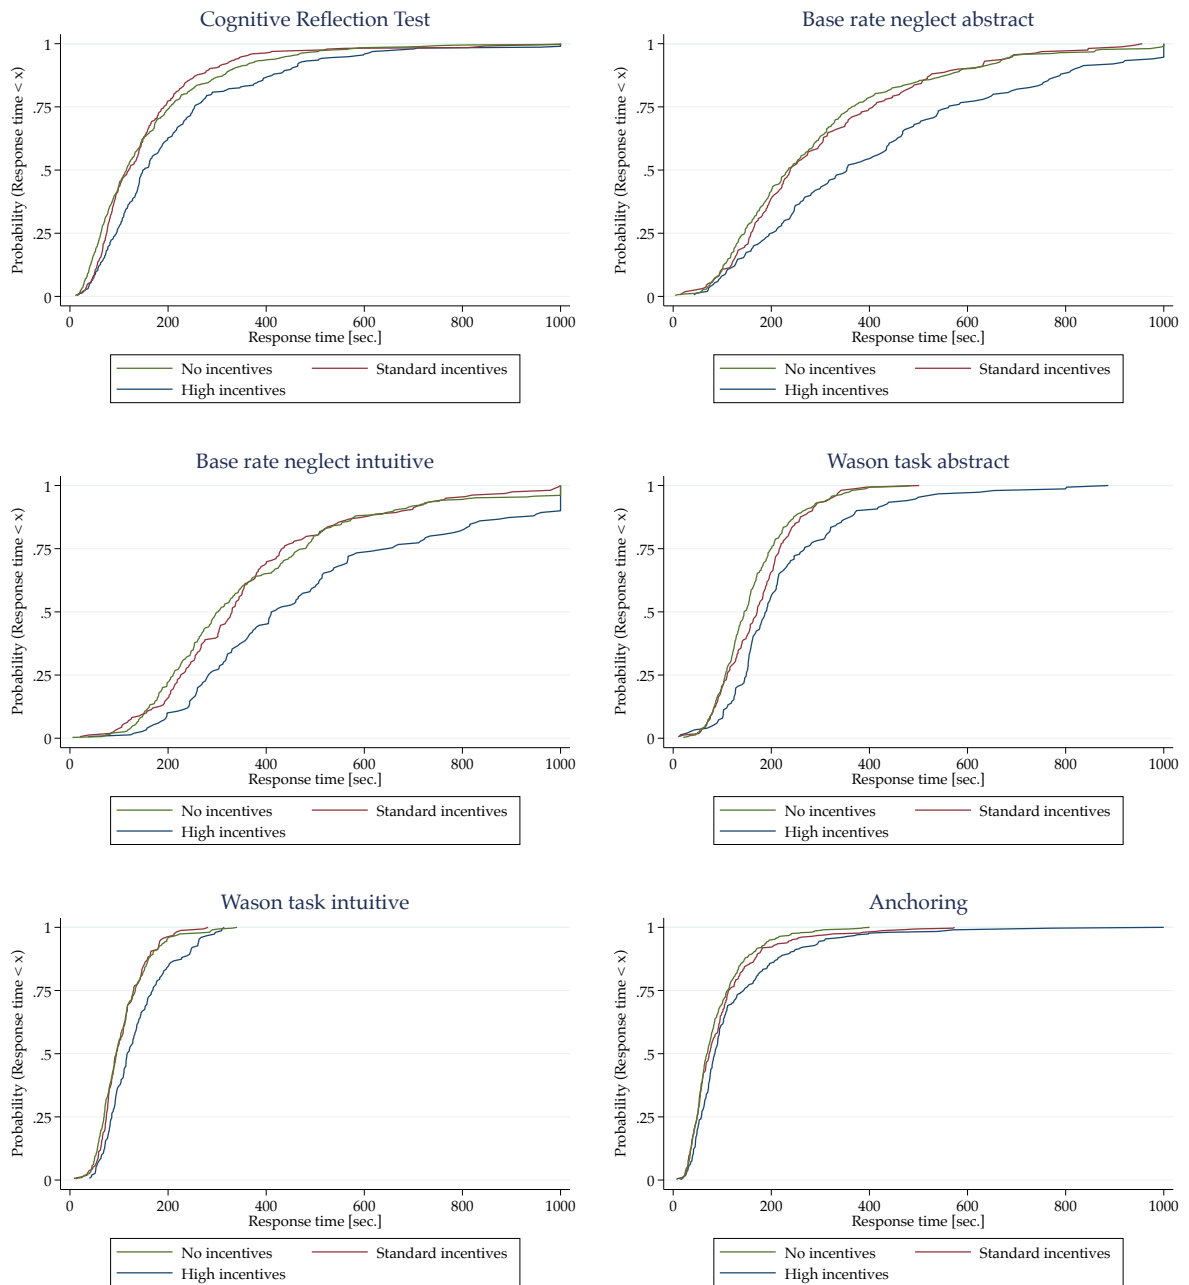 Cognitive Reflection Test
Probability (Response time < x)
1
.75
.5
.25
0
0 200 400 600 800 1000
Response time [sec.]
No incentives Standard incentives
High incentives
Base rate neglect abstract
Probability (Response time < x)
1
.75
.5
.25
0
0 200 400 600 800 1000
Response time [sec.]
No incentives Standard incentives
High incentives
Base rate neglect intuitive
Probability (Response time < x)
1
.75
.5
.25
0
0 200 400 600 800 1000
Response time [sec.]
No incentives Standard incentives
High incentives
Wason task abstract
Probability (Response time < x)
1
.75
.5
.25
0
0 200 400 600 800 1000
Response time [sec.]
No incentives Standard incentives
High incentives
Wason task intuitive
Probability (Response time < x)
1
.75
.5
.25
0
0 200 400 600 800 1000
Response time [sec.]
No incentives Standard incentives
High incentives
Anchoring
Probability (Response time < x)
1
.75
.5
.25
0
0 200 400 600 800 1000
Response time [sec.]
No incentives Standard incentives
High incentives